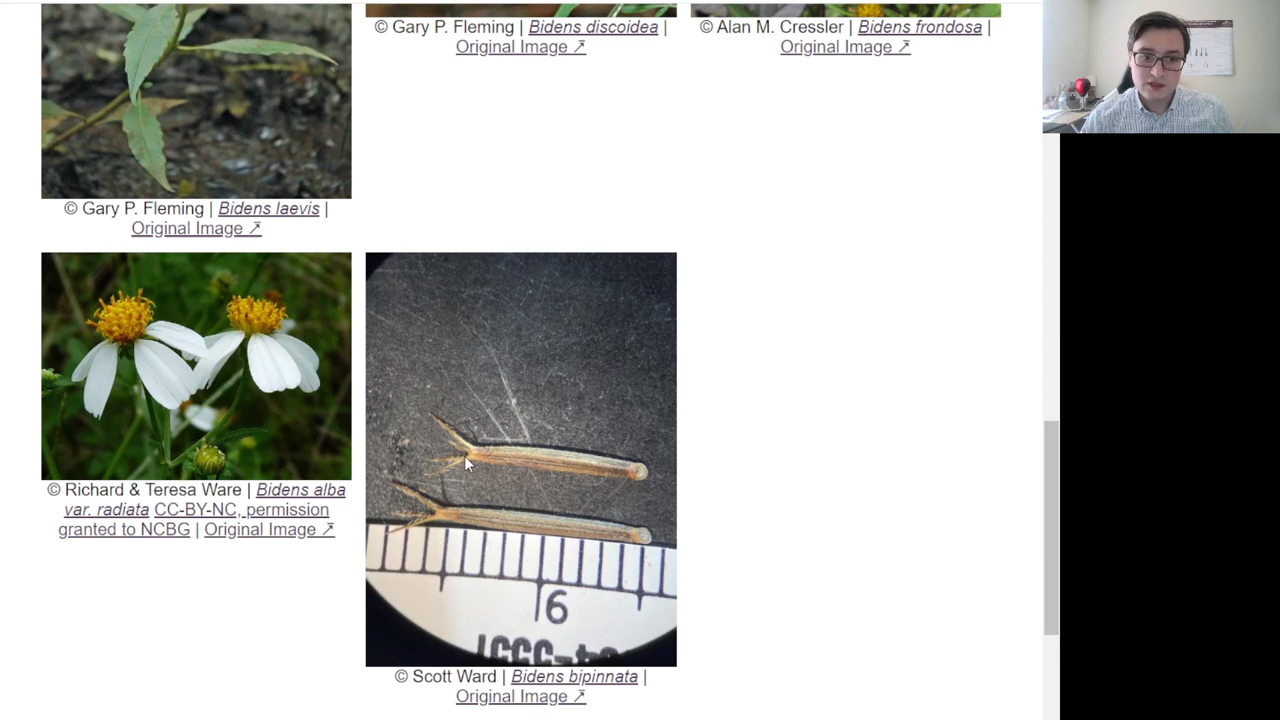 © Gary P. Fleming | Bidens discoidea |
Original Image ↗
© Alan M. Cressler | Bidens frondosa |
Original Image ↗
© Gary P. Fleming | Bidens laevis |
Original Image ↗
© Richard & Teresa Ware | Bidens alba
var. radiata CC-BY-NC, permission
granted to NCBG | Original Image ↗
6
© Scott Ward | Bidens bipinnata |
Original Image ↗